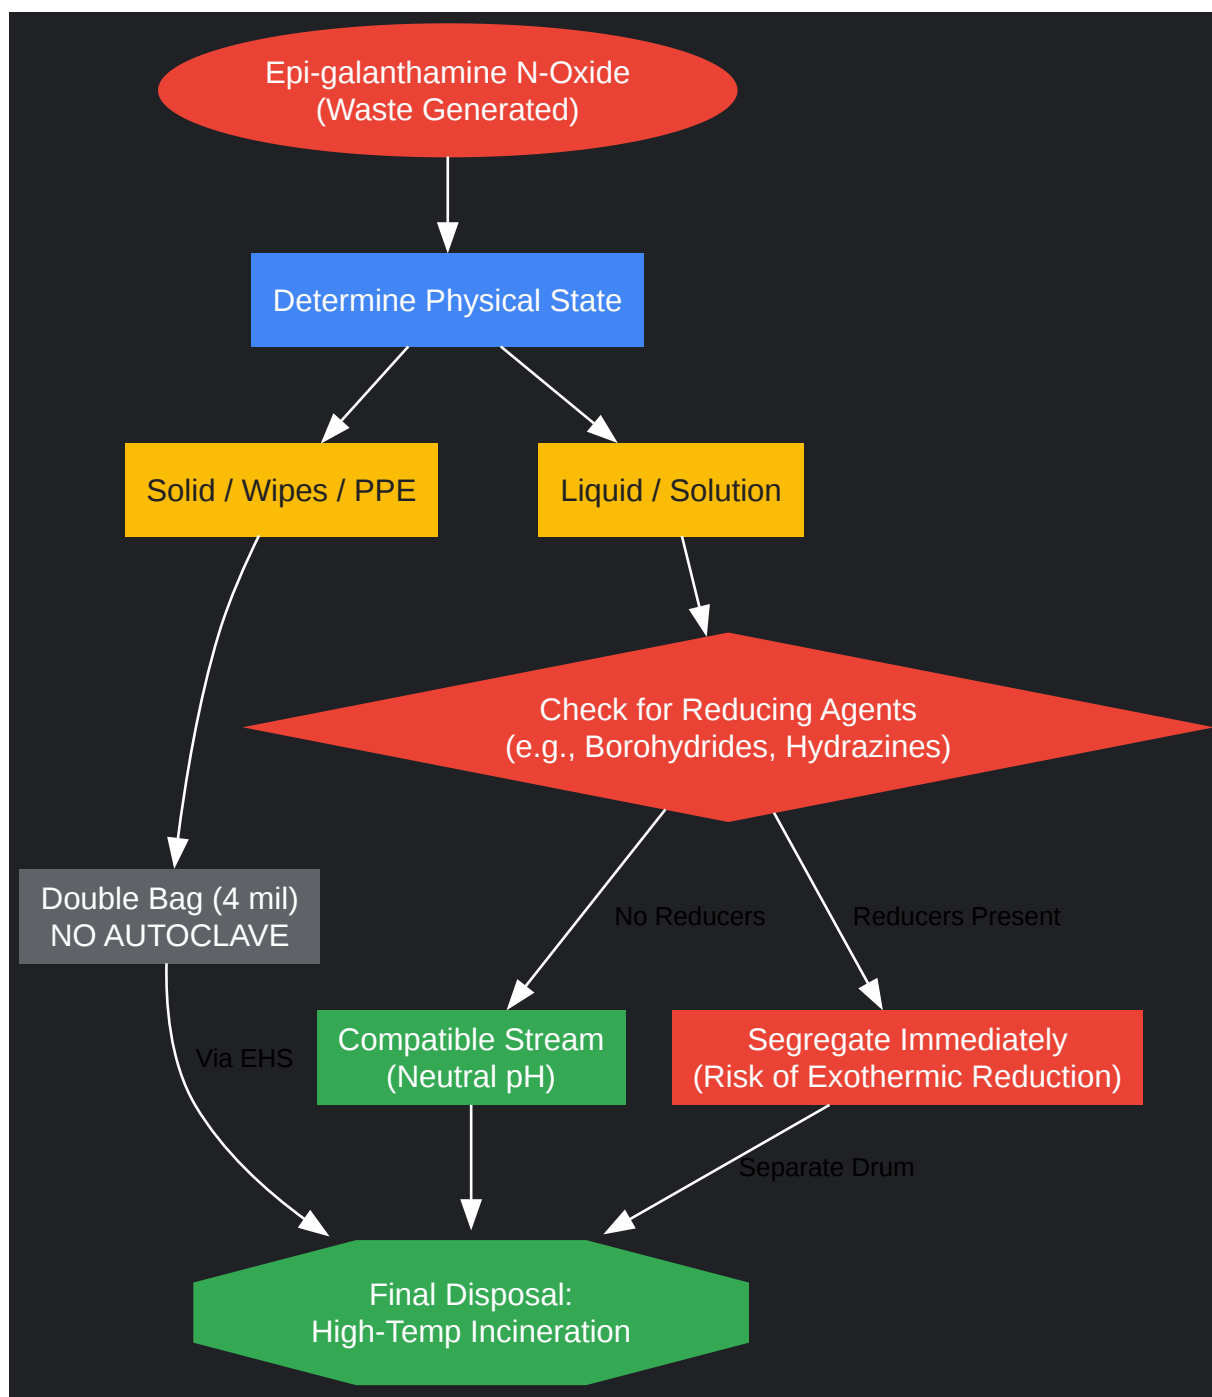 Epi-galanthamine N-Oxide
(Waste Generated)
Determine Physical State
Solid / Wipes / PPE
Liquid / Solution
Check for Reducing Agents
(e.g., Borohydrides, Hydrazines)
Double Bag (4 mil)
NO AUTOCLAVE
No Reducers
Reducers Present
Via EHS
Compatible Stream
(Neutral pH)
Segregate Immediately
(Risk of Exothermic Reduction)
Separate Drum
Final Disposal:
High-Temp Incineration